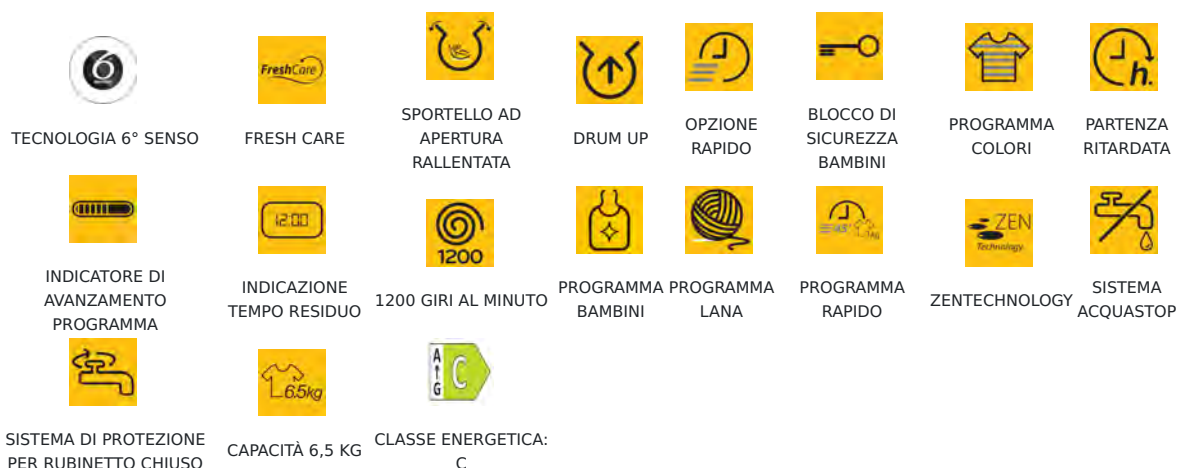 6
FreshCare
h.
TECNOLOGIA 6° SENSO
FRESH CARE
SPORTELLO AD
APERTURA
RALLENTATA
DRUM UP
OPZIONE
RAPIDO
BLOCCO DI
SICUREZZA
BAMBINI
PROGRAMMA
COLORI
PARTENZA
RITARDATA
12:00
1200
45'
1kg
ZEN
Technology
INDICATORE DI
AVANZAMENTO
PROGRAMMA
INDICAZIONE
TEMPO RESIDUO
1200 GIRI AL MINUTO
PROGRAMMA
BAMBINI
PROGRAMMA
LANA
PROGRAMMA
RAPIDO
ZENTECHNOLOGY
SISTEMA
ACQUASTOP
6.5kg
A
G
C
SISTEMA DI PROTEZIONE
PER RUBINETTO CHIUSO
CAPACITÀ 6,5 KG
CLASSE ENERGETICA:
C